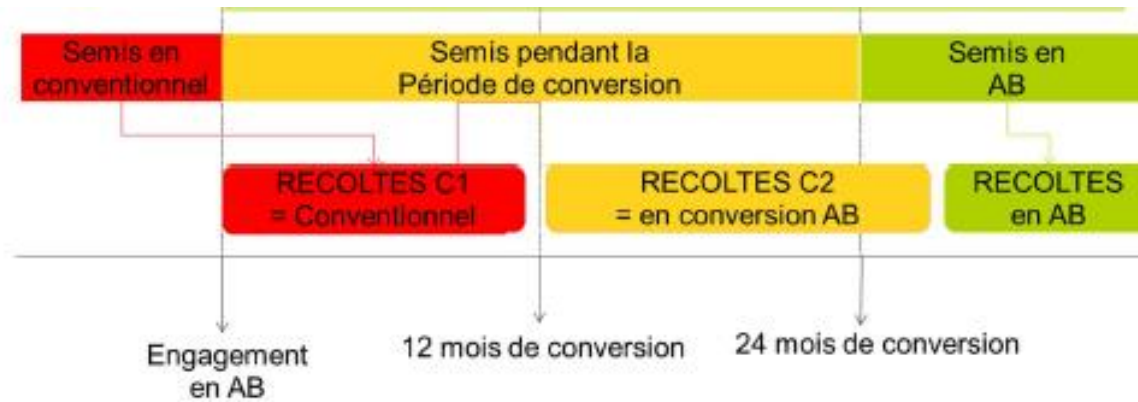 Semis en
conventionnel
Semis pendant la
Période de conversion
Semis en
AB
RECOLTES C1
= Conventionnel
RECOLTES C2
= en conversion AB
RECOLTES
en AB
Engagement
en AB
12 mois de conversion
24 mois de conversion